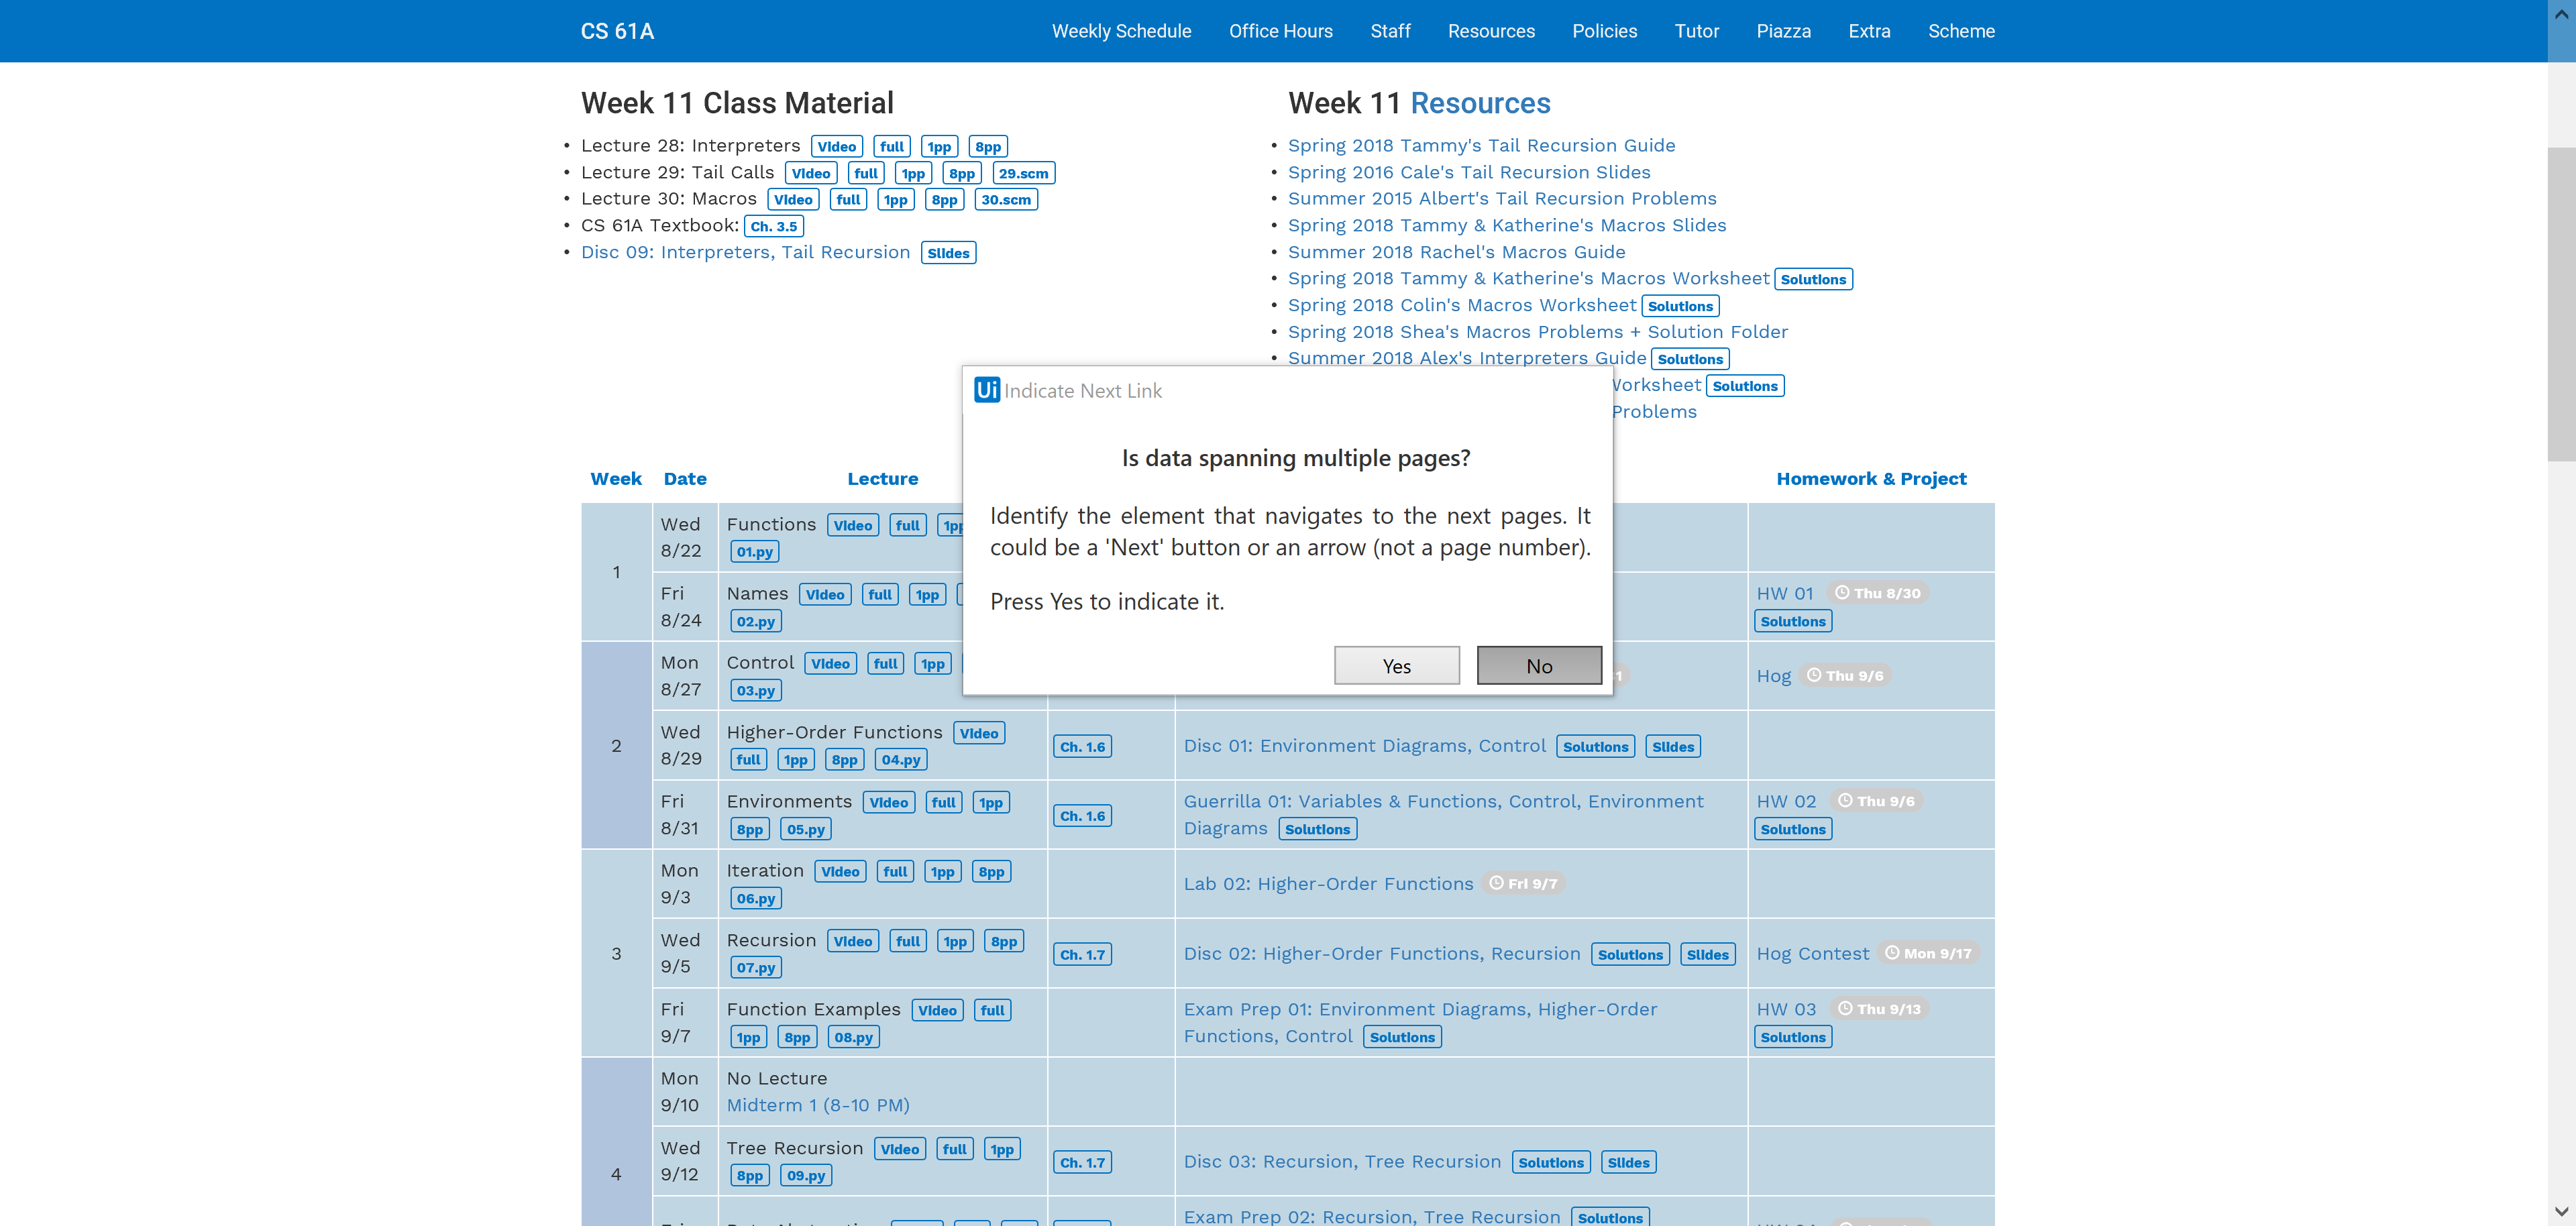 CS 61A Weekly Schedule Office Hours Staff Resources Policies Tutor Piazza Extra Scheme
Week 11 Class Material
• Lecture 28: Interpreters Video full 1pp 8pp
• Lecture 29: Tail Calls Video full 1pp 8pp 29.scm
• Lecture 30: Macros Video full 1pp 8pp 30.scm
• CS 61A Textbook: Ch. 3.5
• Disc 09: Interpreters, Tail Recursion Slides
Week 11 Resources
• Spring 2018 Tammy's Tail Recursion Guide
• Spring 2016 Cale's Tail Recursion Slides
• Summer 2015 Albert's Tail Recursion Problems
• Spring 2018 Tammy & Katherine's Macros Slides
• Summer 2018 Rachel's Macros Guide
• Spring 2018 Tammy & Katherine's Macros Worksheet Solutions
• Spring 2018 Colin's Macros Worksheet Solutions
• Spring 2018 Shea's Macros Problems + Solution Folder
• Summer 2018 Alex's Interpreters Guide Solutions
Worksheet Solutions
Problems
Ui Indicate Next Link
Is data spanning multiple pages?
Identify the element that navigates to the next pages. It
could be a 'Next' button or an arrow (not a page number).
Press Yes to indicate it.
Yes No
Week Date Lecture Homework & Project
1
Wed 
8/22
Functions Video full 1pp
01.py
Fri
8/24
Names Video full 1pp
02.py
HW 01 Thu 8/30
Solutions
2
Mon
8/27
Control Video full 1pp
03.py
Hog Thu 9/6
Wed
8/29
Higher-Order Functions Video
full 1pp 8pp 04.py
Ch. 1.6
Disc 01: Environment Diagrams, Control Solutions Slides
Fri
8/31
Environments Video full 1pp
8pp 05.py
Ch. 1.6
Guerrilla 01: Variables & Functions, Control, Environment
Diagrams Solutions
HW 02 Thu 9/6
Solutions
3
Mon
9/3
Iteration Video full 1pp 8pp
06.py
Lab 02: Higher-Order Functions Fri 9/7
Wed
9/5
Recursion Video full 1pp 8pp
07.py
Ch. 1.7
Disc 02: Higher-Order Functions, Recursion Solutions Slides
Hog Contest Mon 9/17
Fri
9/7
Function Examples Video full
1pp 8pp 08.py
Exam Prep 01: Environment Diagrams, Higher-Order
Functions, Control Solutions
HW 03 Thu 9/13
Solutions
4
Mon
9/10
No Lecture
Midterm 1 (8-10 PM)
Wed
9/12
Tree Recursion Video full 1pp
8pp 09.py
Ch. 1.7
Disc 03: Recursion, Tree Recursion Solutions Slides
Exam Prep 02: Recursion, Tree Recursion Solutions